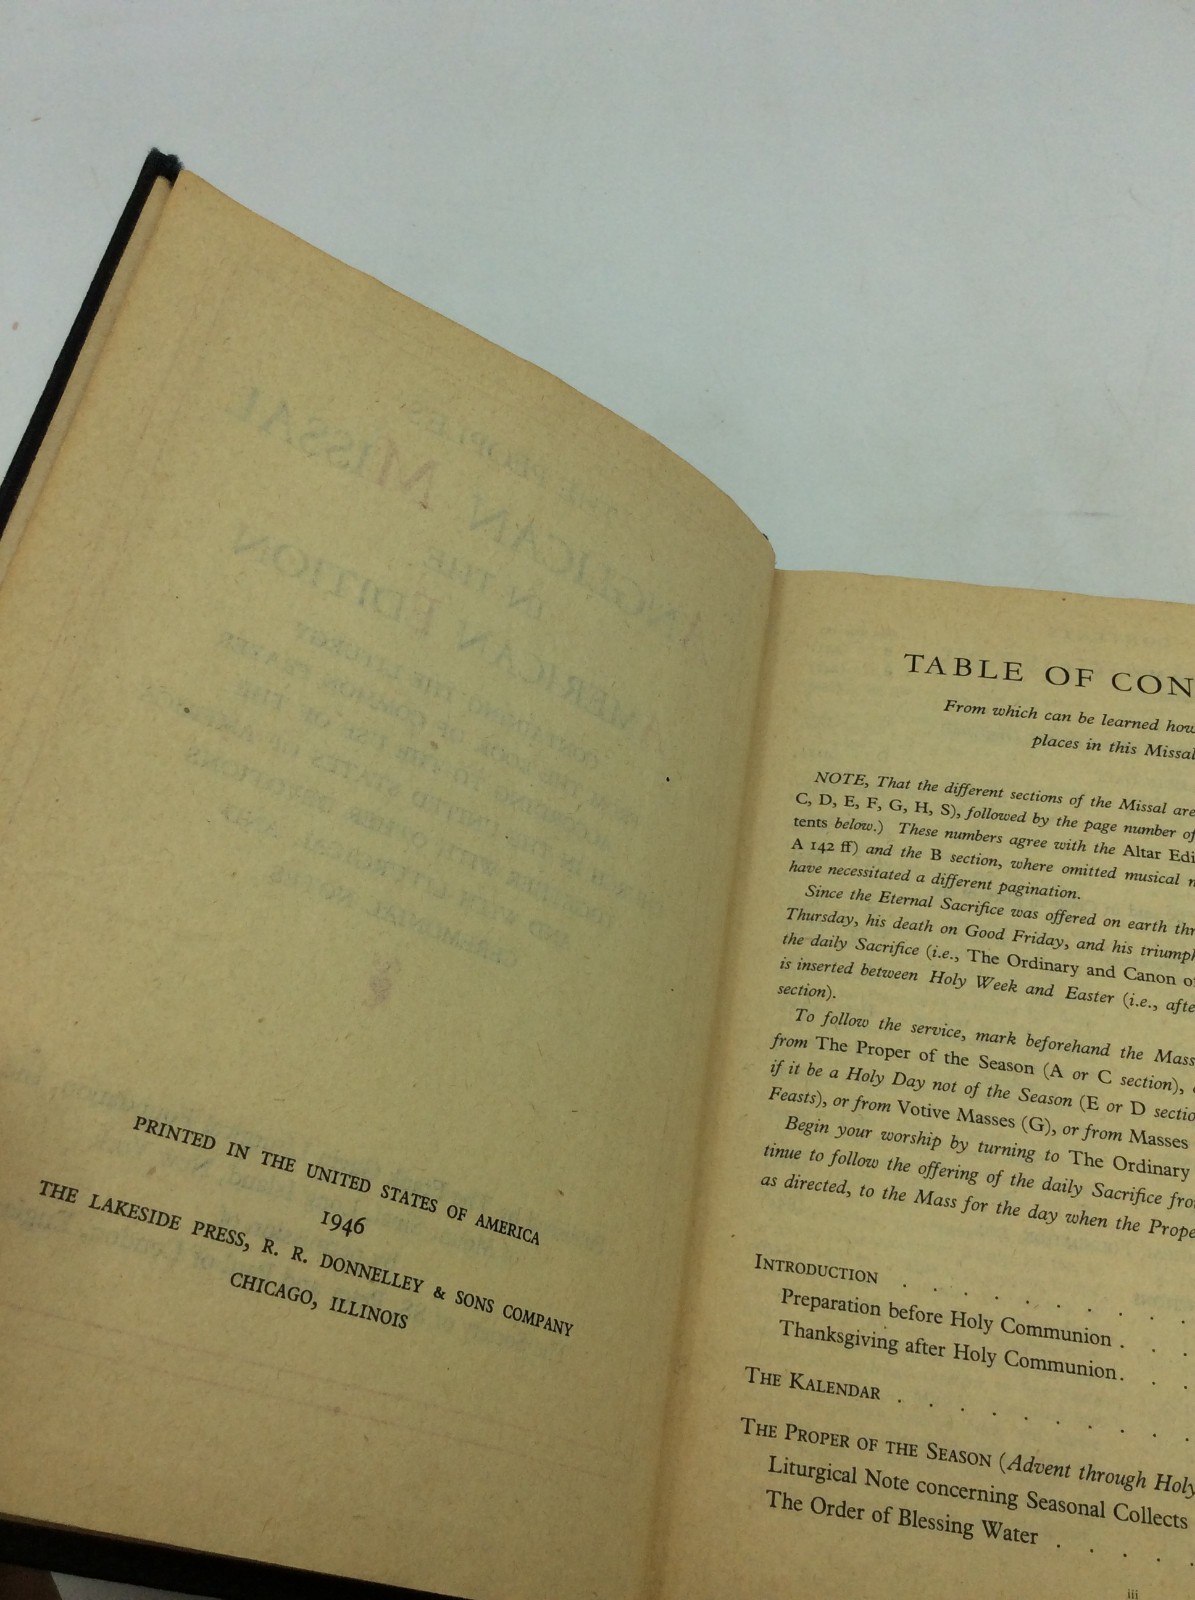 PRINTED IN THE UNITED STATES OF AMERICA
1946
THE LAKESIDE PRESS, R. R. DONNELLEY & SONS COMPANY
CHICAGO, ILLINOIS
TABLE OF CON
From which can be learned how
places in this Missal
NOTE, That the different sections of the Missal are
C, D, E, F, G, H, S), followed by the page number of
tents below.) These numbers agree with the Altar Edi
A 142 ff) and the B section, where omitted musical n
have necessitated a different pagination.
Since the Eternal Sacrifice was offered on earth thr
Thursday, his death on Good Friday, and his triumph
the daily Sacrifice (i.e., The Ordinary and Canon of
is inserted between Holy Week and Easter (i.e., afte
section).
To follow the service, mark beforehand the Mass
from The Proper of the Season (A or C section),
if it be a Holy Day not of the Season (E or D sectio
Feasts), or from Votive Masses (G), or from Masses
Begin your worship by turning to The Ordinary
tinue to follow the offering of the daily Sacrifice fro
as directed, to the Mass for the day when the Prope
INTRODUCTION . . . . . . . .
Preparation before Holy Communion . . .
Thanksgiving after Holy Communion. . .
THE KALENDAR . . . . . . . . .
THE PROPER OF THE SEASON (Advent through Holy
Liturgical Note concerning Seasonal Collects
The Order of Blessing Water . . . . .
iii